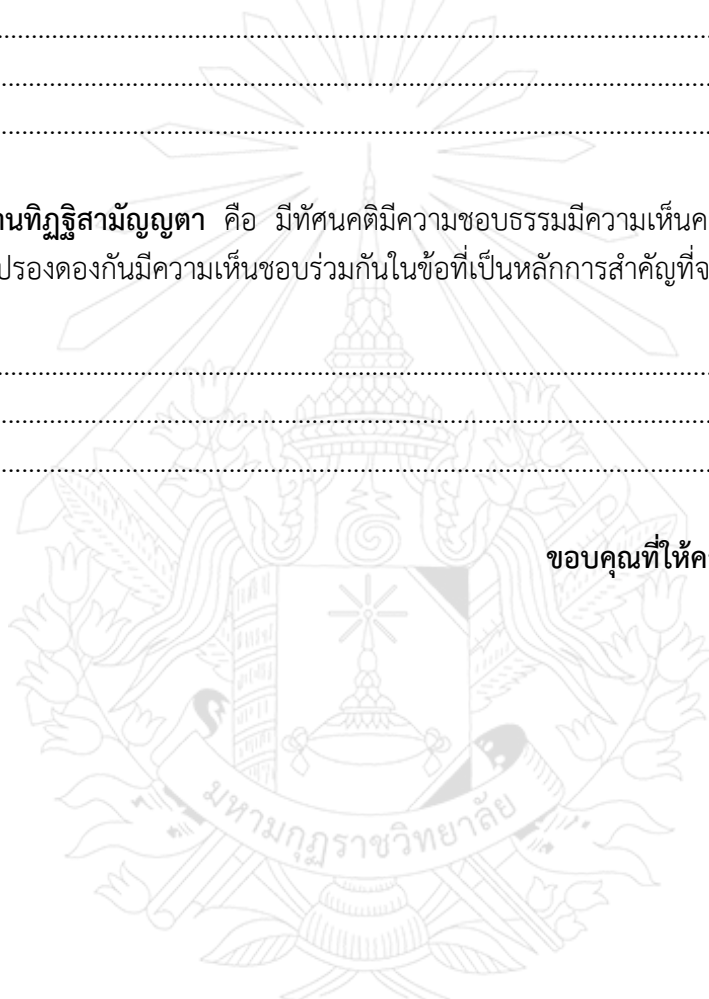 ................................................................................
................................................................................
................................................................................
านทิฏฐิสามัญญตา คือ มีทัศนคติมีความชอบธรรมมีความเห็นค
ปรองดองกันมีความเห็นชอบร่วมกันในข้อที่เป็นหลักการสำคัญที่จ
................................................................................
................................................................................
................................................................................
ขอบคุณที่ให้ค
มหามกุฏราชวิทยาลัย